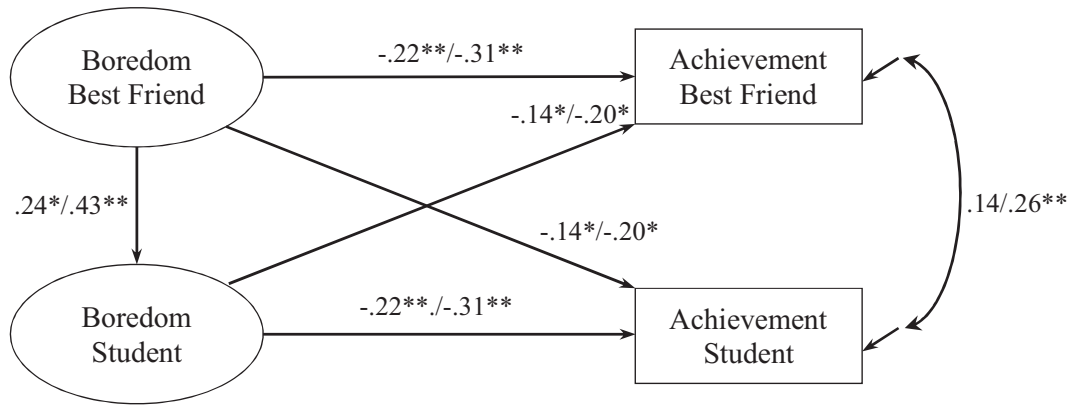 Boredom
Best Friend
-.22**/-.31**
Achievement
Best Friend
-.14*/-.20*
.24*/.43**
.14/.26**
-.14*/-.20*
Boredom
Student
-.22**./-.31**
Achievement
Student